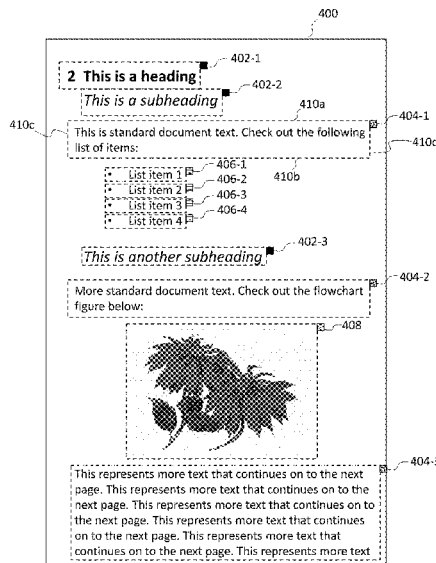 400
402-1
2 This is a heading
402-2
This is a subheading
410a
404-1
410c
This is standard document text. Check out the following
410d
list of items:
406-1
• List item 1
406-2
410b
• List item 2
406-3
• List item 3
406-4
• List item 4
402-3
This is another subheading
404-2
More standard document text. Check out the flowchart
figure below:
408
404-3
This represents more text that continues on to the next
page. This represents more text that continues on to the
next page. This represents more text that continues on to
the next page. This represents more text that continues
on to the next page. This represents more text that
continues on to the next page. This represents more text